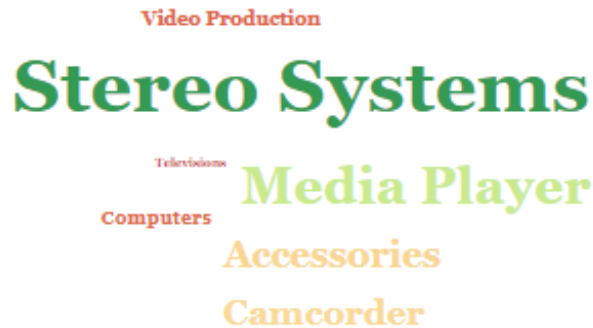 Video Production
Stereo Systems
Televisions
Media Player
Computers
Accessories
Camcorder